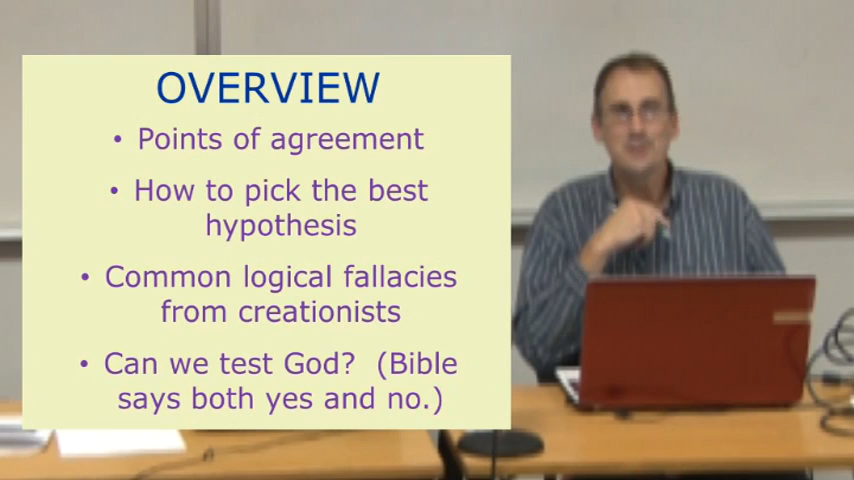 OVERVIEW
• Points of agreement
• How to pick the best
hypothesis
• Common logical fallacies
from creationists
• Can we test God?  (Bible
says both yes and no.)